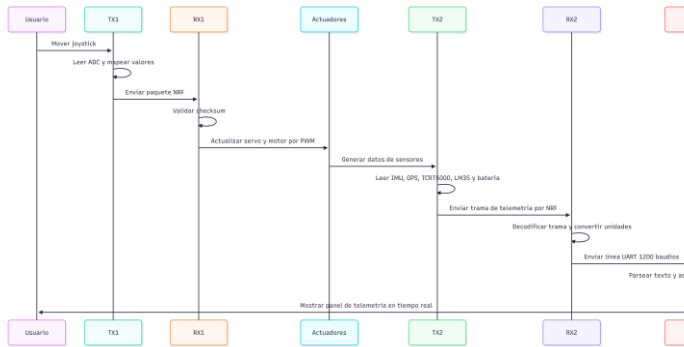 Usuario TX1 RX1 Actuadores TX2 RX2
Mover joystick
Leer ADC y mapear valores
Enviar paquete NRF
Validar checksum
Actualizar servo y motor por PWM
Generar datos de sensores
Leer IMU, GPS, TCRT5000, LM35 y batería
Enviar trama de telemetría por NRF
Decodificar trama y convertir unidades
Enviar línea UART 1200 baudios
Parsear texto y ac
Mostrar panel de telemetría en tiempo real
Usuario TX1 RX1 Actuadores TX2 RX2